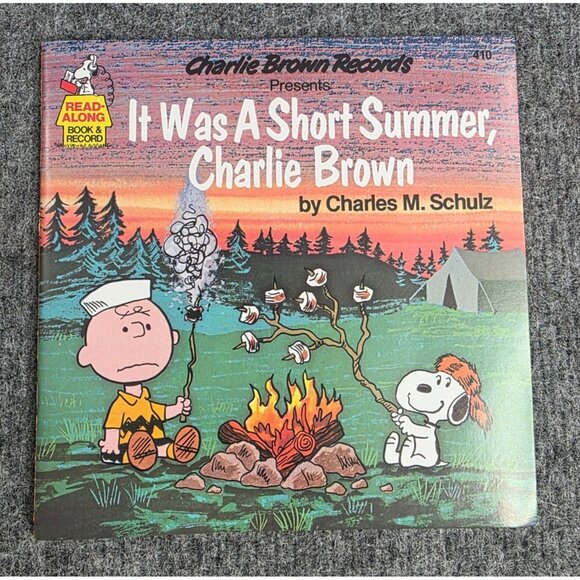 Charlie Brown Records
Presents
410
READ-
ALONG
BOOK &
RECORD
It Was A Short Summer,
Charlie Brown
by Charles M. Schulz